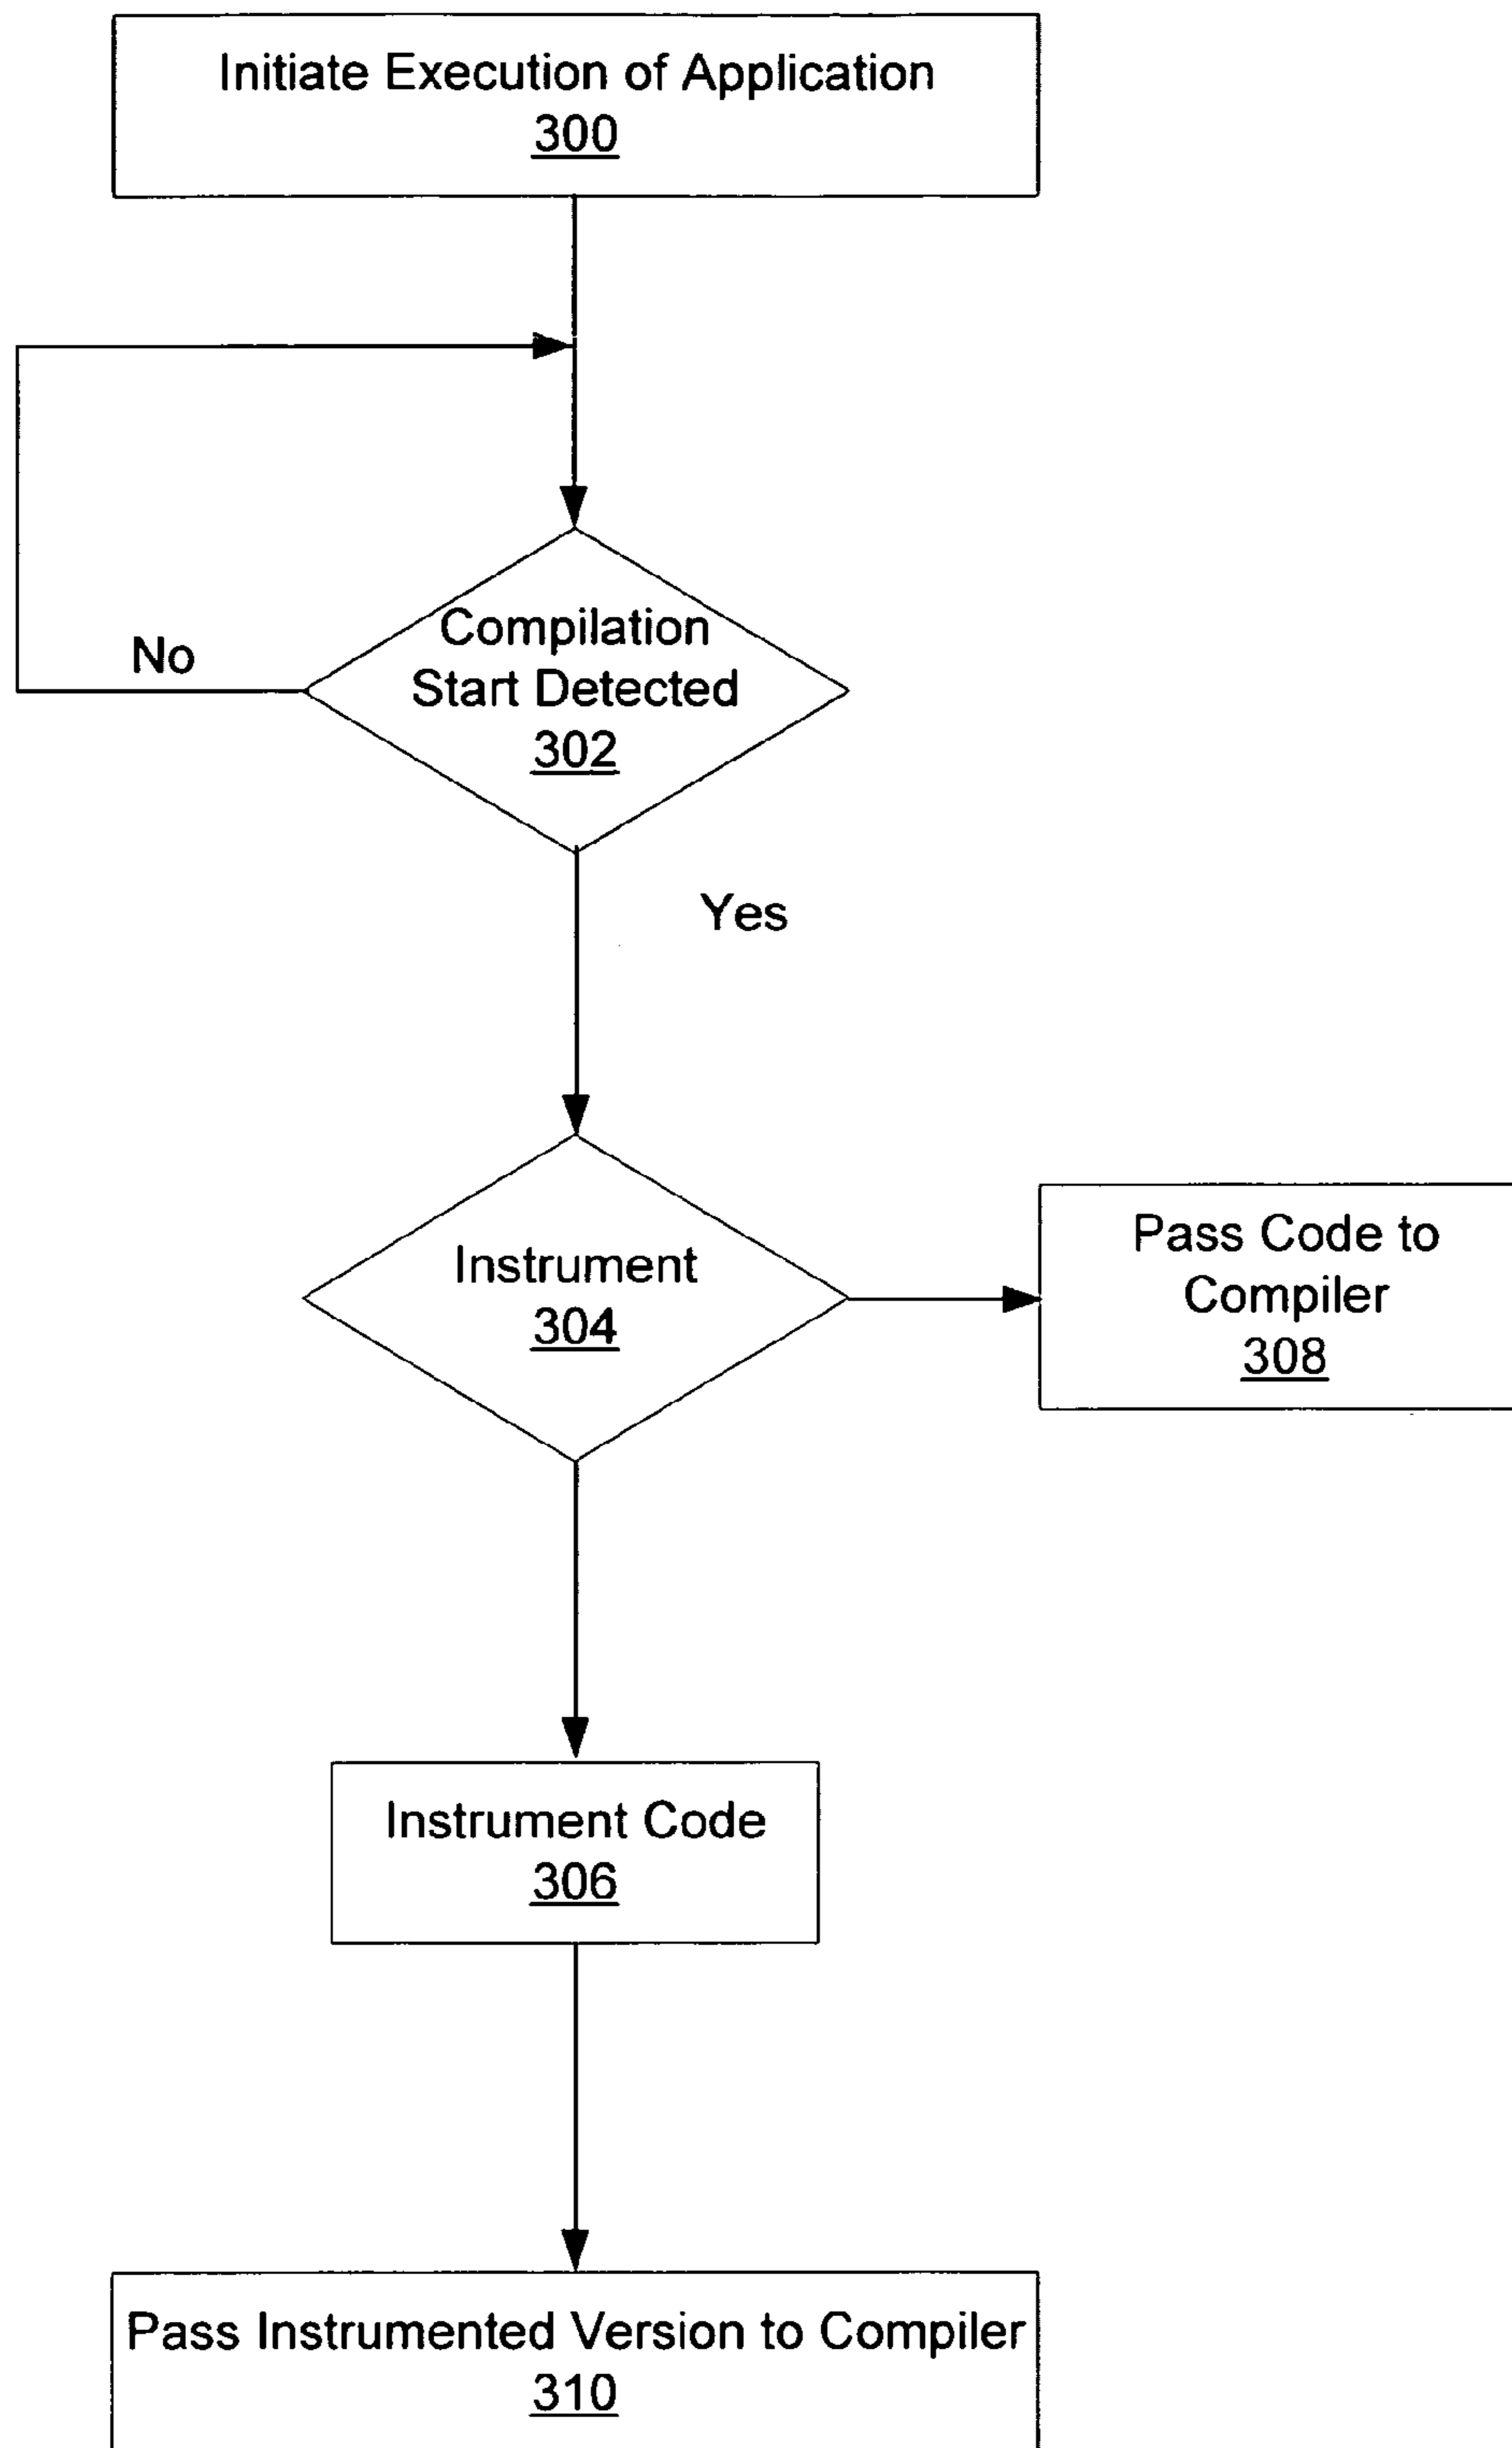 Initiate Execution of Application
300
No
Compilation
Start Detected
302
Yes
Instrument
304
Pass Code to
Compiler
308
Instrument Code
306
Pass Instrumented Version to Compiler
310